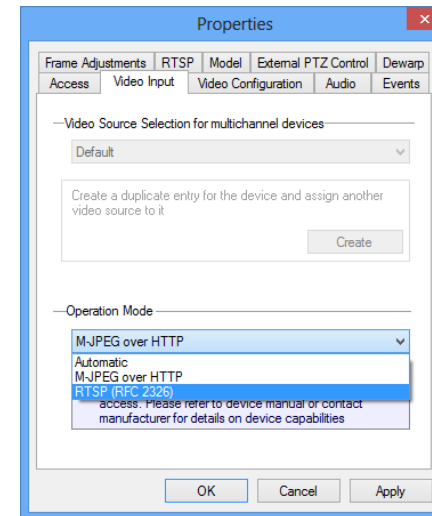 Properties
Frame Adjustments RTSP Model External PTZ Control Dewarp
Access Video Input Video Configuration Audio Events
Video Source Selection for multichannel devices
Default
Create a duplicate entry for the device and assign another
video source to it
Create
Operation Mode
M-JPEG over HTTP
Automatic
M-JPEG over HTTP
RTSP (RFC 2326)
access. Please refer to device manual or contact
manufacturer for details on device capabilities
OK Cancel Apply